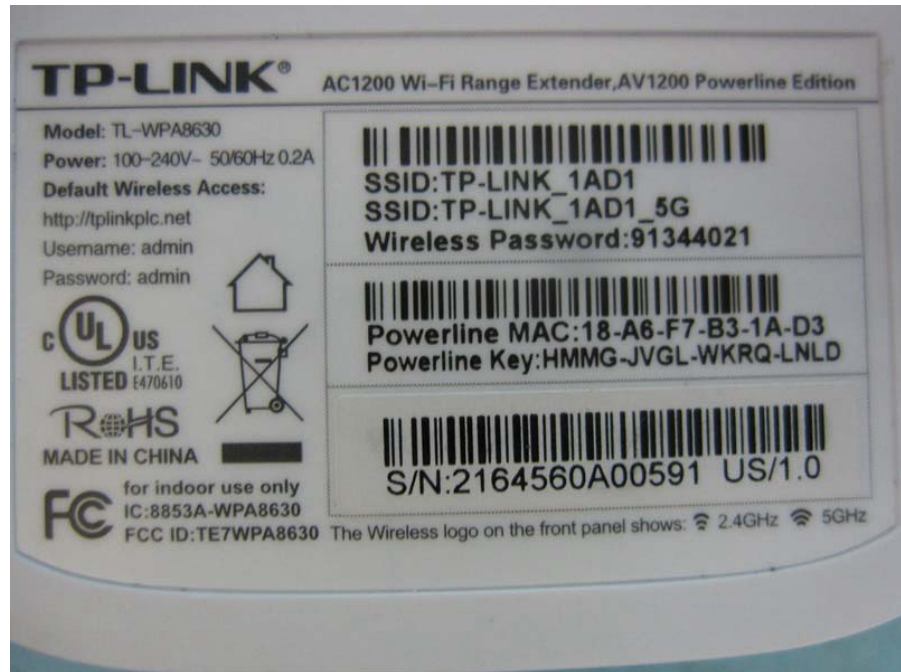 TP-LINK®
AC1200 Wi-Fi Range Extender,AV1200 Powerline Edition
Model: TL-WPA8630
Power: 100-240V~ 50/60Hz 0.2A
Default Wireless Access:
http://tplinkplc.net
Username: admin
Password: admin
C UL US
I.T.E.
LISTED E470610
RoHS
MADE IN CHINA
FC
for indoor use only
IC:8853A-WPA8630
FCC ID:TE7WPA8630
SSID:TP-LINK_1AD1
SSID:TP-LINK_1AD1_5G
Wireless Password:91344021
Powerline MAC:18-A6-F7-B3-1A-D3
Powerline Key:HMMG-JVGL-WKRQ-LNLD
S/N:2164560A00591 US/1.0
The Wireless logo on the front panel shows: 2.4GHz 5GHz